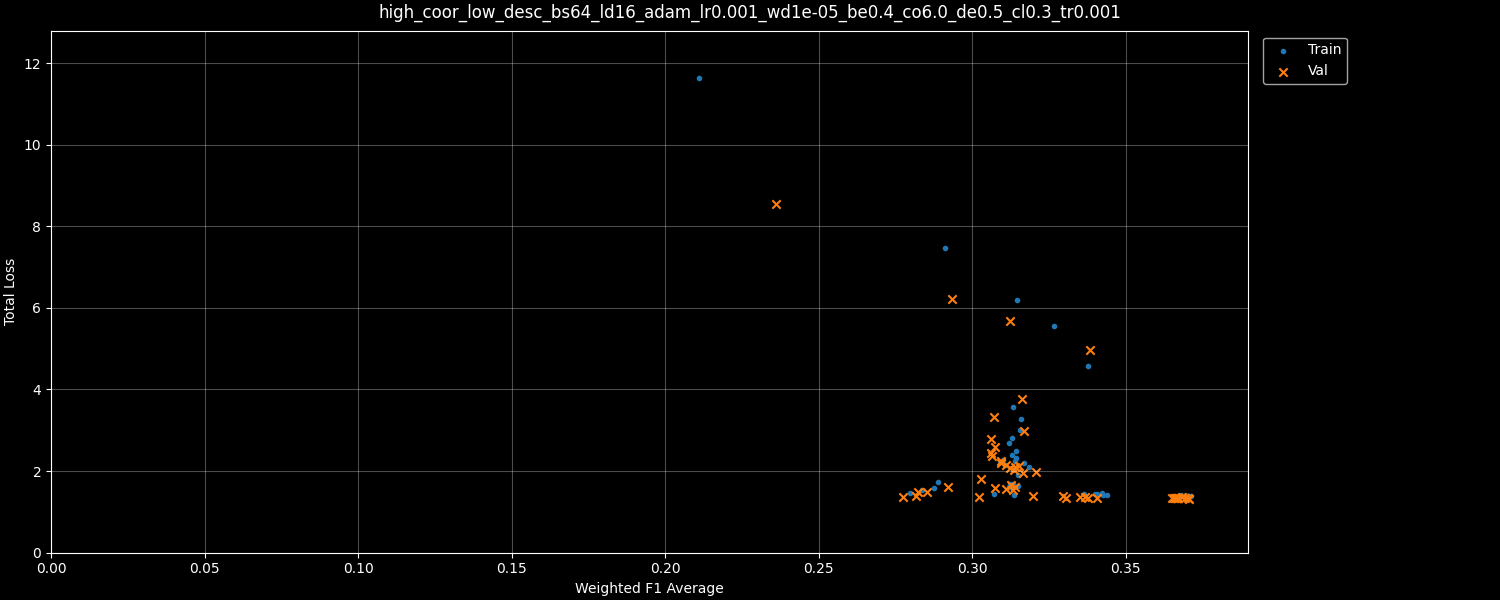 high_coor_low_desc_bs64_ld16_adam_lr0.001_wd1e-05_be0.4_co6.0_de0.5_cl0.3_tr0.001
Train
Val
12
10
8
6
4
2
0
Total Loss
0.00 0.05 0.10 0.15 0.20 0.25 0.30 0.35
Weighted F1 Average